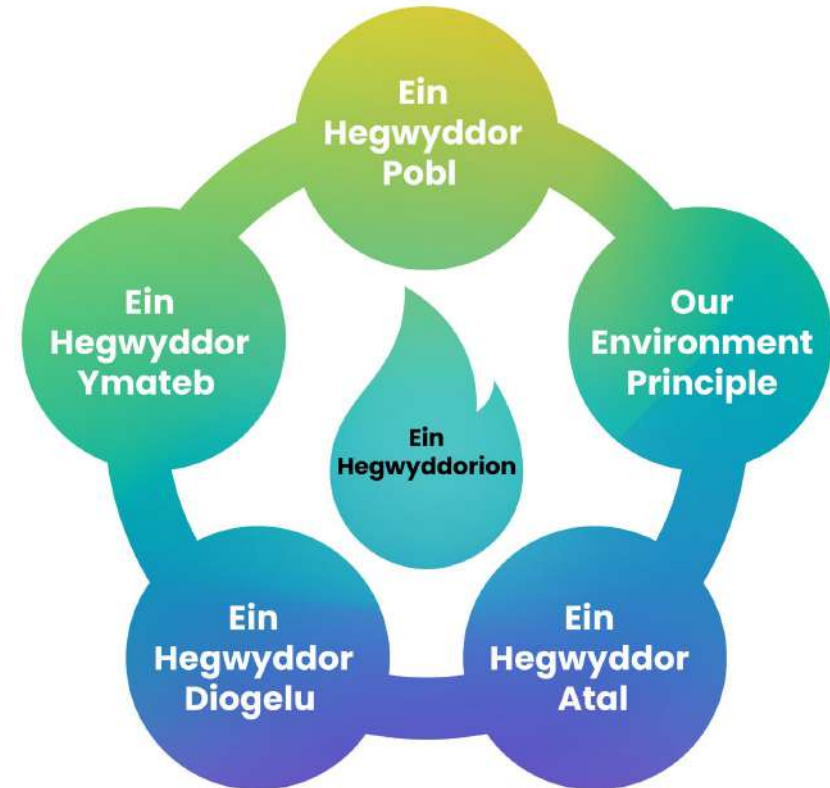 Ein
Hegwyddor
Pobl
Our
Environment
Principle
Ein
Hegwyddor
Atal
Ein
Hegwyddor
Diogelu
Ein
Hegwyddor
Ymateb
Ein
Hegwyddorion